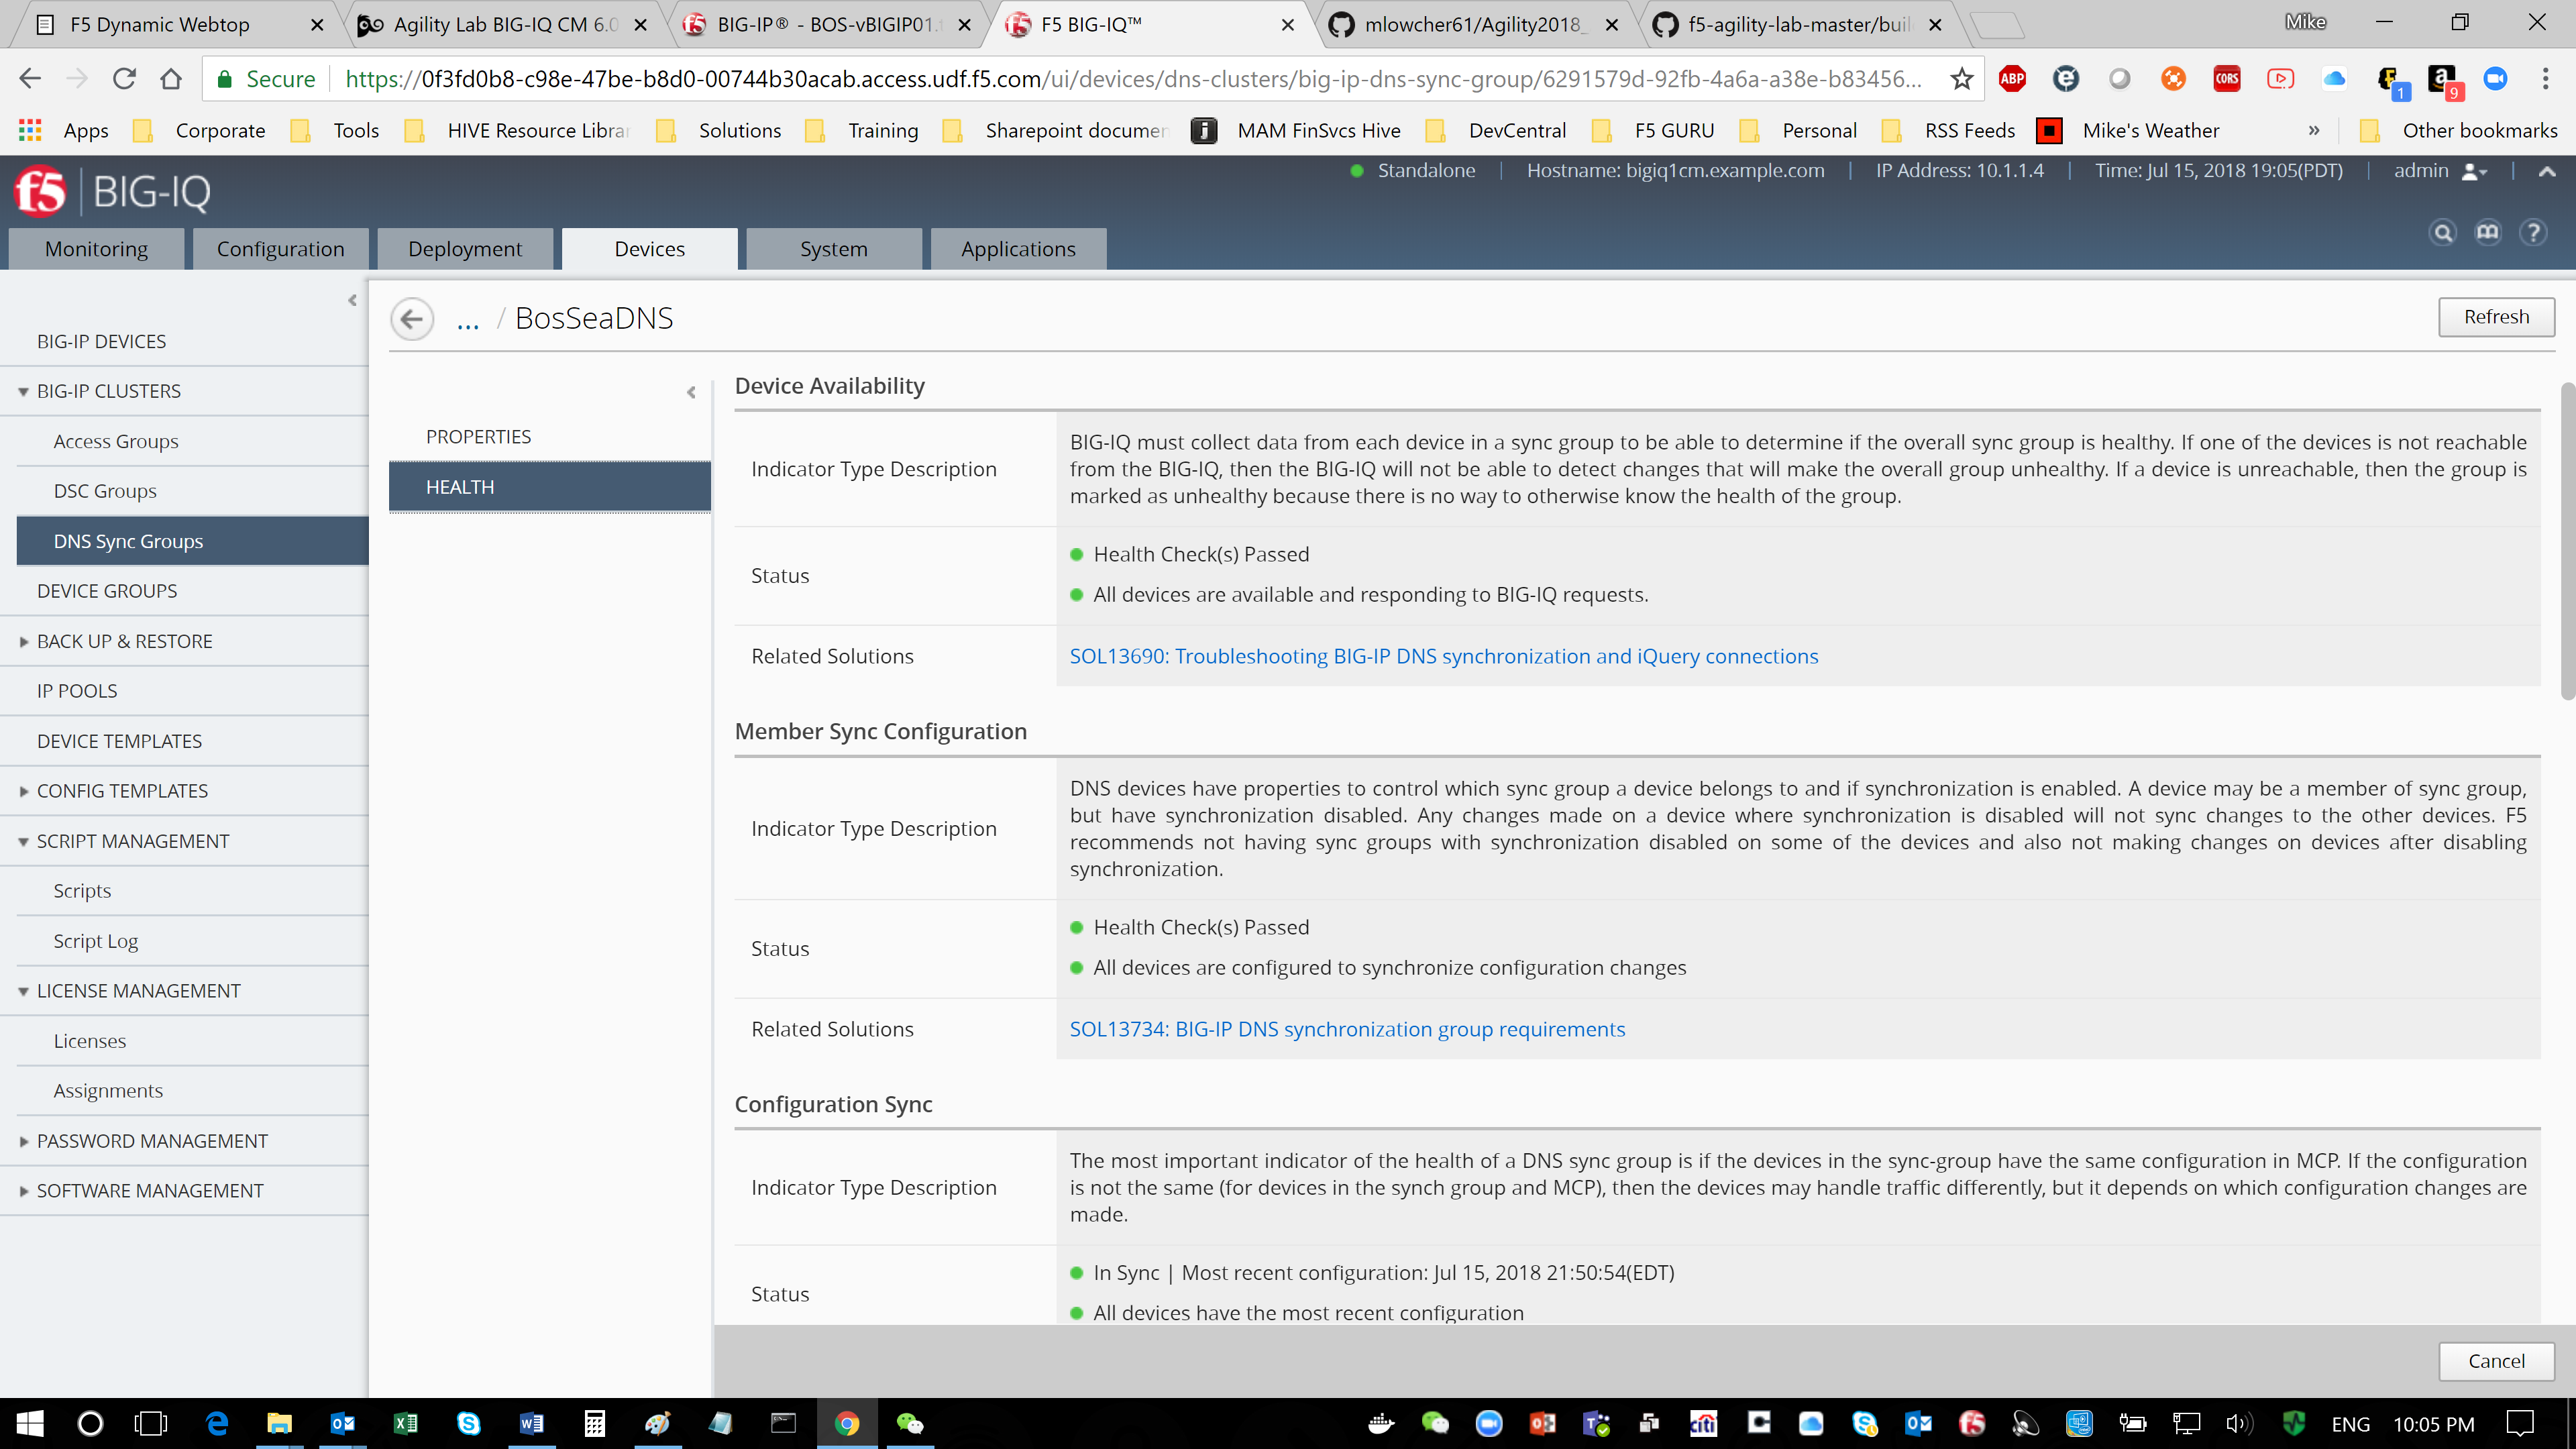 F5 Dynamic Webtop
Agility Lab BIG-IQ CM 6.0
BIG-IP® - BOS-vBIGIP01.
F5 BIG-IQ™
mlowcher61/Agility2018_
f5-agility-lab-master/buil
Mike
Secure
https://0f3fd0b8-c98e-47be-b8d0-00744b30acab.access.udf.f5.com/ui/devices/dns-clusters/big-ip-dns-sync-group/6291579d-92fb-4a6a-a38e-b83456...
ABP
CORS
1
9
Apps
Corporate
Tools
HIVE Resource Librar
Solutions
Training
Sharepoint documen
MAM FinSvcs Hive
DevCentral
F5 GURU
Personal
RSS Feeds
Mike's Weather
»
Other bookmarks
f5 BIG-IQ
Standalone
Hostname: bigiq1cm.example.com
IP Address: 10.1.1.4
Time: Jul 15, 2018 19:05(PDT)
admin
Monitoring
Configuration
Deployment
Devices
System
Applications
BIG-IP DEVICES
BIG-IP CLUSTERS
Access Groups
DSC Groups
DNS Sync Groups
DEVICE GROUPS
BACK UP & RESTORE
IP POOLS
DEVICE TEMPLATES
CONFIG TEMPLATES
SCRIPT MANAGEMENT
Scripts
Script Log
LICENSE MANAGEMENT
Licenses
Assignments
PASSWORD MANAGEMENT
SOFTWARE MANAGEMENT
... / BosSeaDNS
Refresh
PROPERTIES
HEALTH
Device Availability
Indicator Type Description
BIG-IQ must collect data from each device in a sync group to be able to determine if the overall sync group is healthy. If one of the devices is not reachable
from the BIG-IQ, then the BIG-IQ will not be able to detect changes that will make the overall group unhealthy. If a device is unreachable, then the group is
marked as unhealthy because there is no way to otherwise know the health of the group.
Status
Health Check(s) Passed
All devices are available and responding to BIG-IQ requests.
Related Solutions
SOL13690: Troubleshooting BIG-IP DNS synchronization and iQuery connections
Member Sync Configuration
Indicator Type Description
DNS devices have properties to control which sync group a device belongs to and if synchronization is enabled. A device may be a member of sync group,
but have synchronization disabled. Any changes made on a device where synchronization is disabled will not sync changes to the other devices. F5
recommends not having sync groups with synchronization disabled on some of the devices and also not making changes on devices after disabling
synchronization.
Status
Health Check(s) Passed
All devices are configured to synchronize configuration changes
Related Solutions
SOL13734: BIG-IP DNS synchronization group requirements
Configuration Sync
Indicator Type Description
The most important indicator of the health of a DNS sync group is if the devices in the sync-group have the same configuration in MCP. If the configuration
is not the same (for devices in the synch group and MCP), then the devices may handle traffic differently, but it depends on which configuration changes are
made.
Status
In Sync | Most recent configuration: Jul 15, 2018 21:50:54(EDT)
All devices have the most recent configuration
Cancel
citi
ENG
10:05 PM